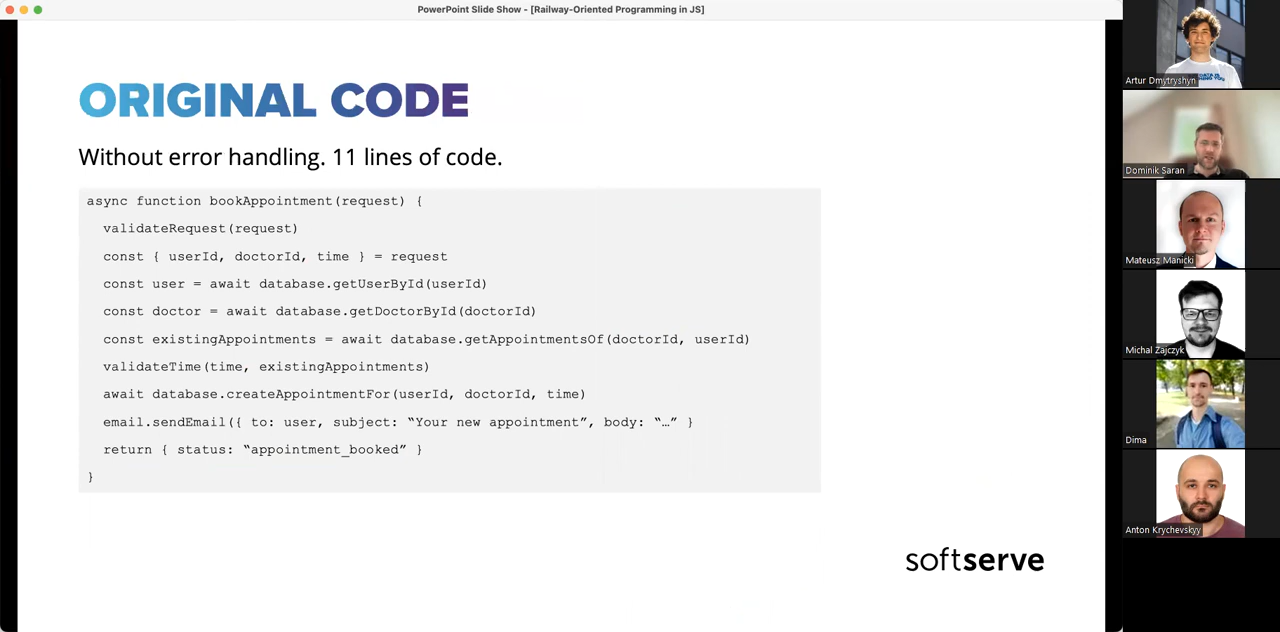 PowerPoint Slide Show - [Railway-Oriented Programming in JS]
ORIGINAL CODE
Without error handling. 11 lines of code.
async function bookAppointment(request) {
validateRequest(request)
const { userId, doctorId, time } = request
const user = await database.getUserById(userId)
const doctor = await database.getDoctorById(doctorId)
const existingAppointments = await database.getAppointmentsOf(doctorId, userId)
validateTime(time, existingAppointments)
await database.createAppointmentFor(userId, doctorId, time)
email.sendEmail({ to: user, subject: “Your new appointment”, body: “…” }
return { status: “appointment_booked” }
}
softserve
Artur Dmytryshyn
Dominik Saran
Mateusz Manicki
Michal Zajczyk
Dima
Anton Krychevskyy